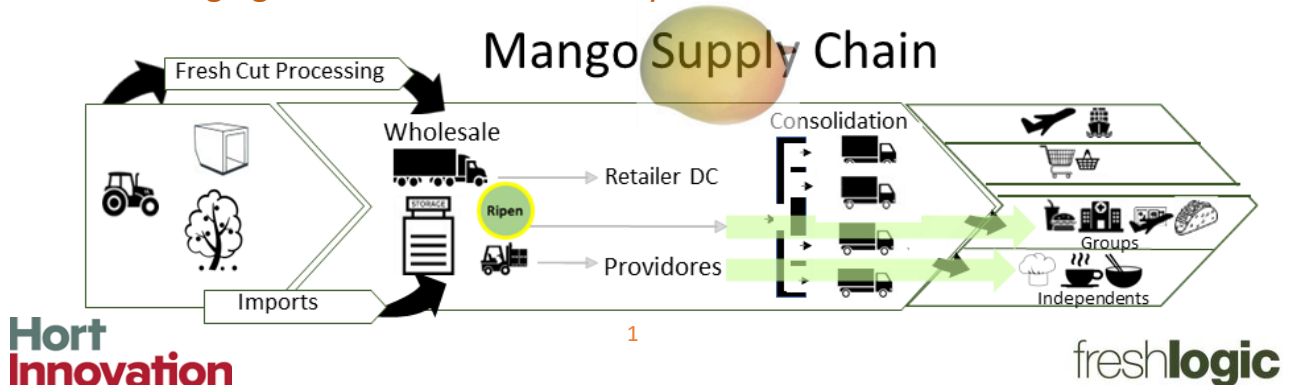 Mango Supply Chain
Fresh Cut Processing
Wholesale
Consolidation
STORAGE
Ripen
Retailer DC
Providores
Imports
Groups
Independents
1
Hort
Innovation
freshlogic